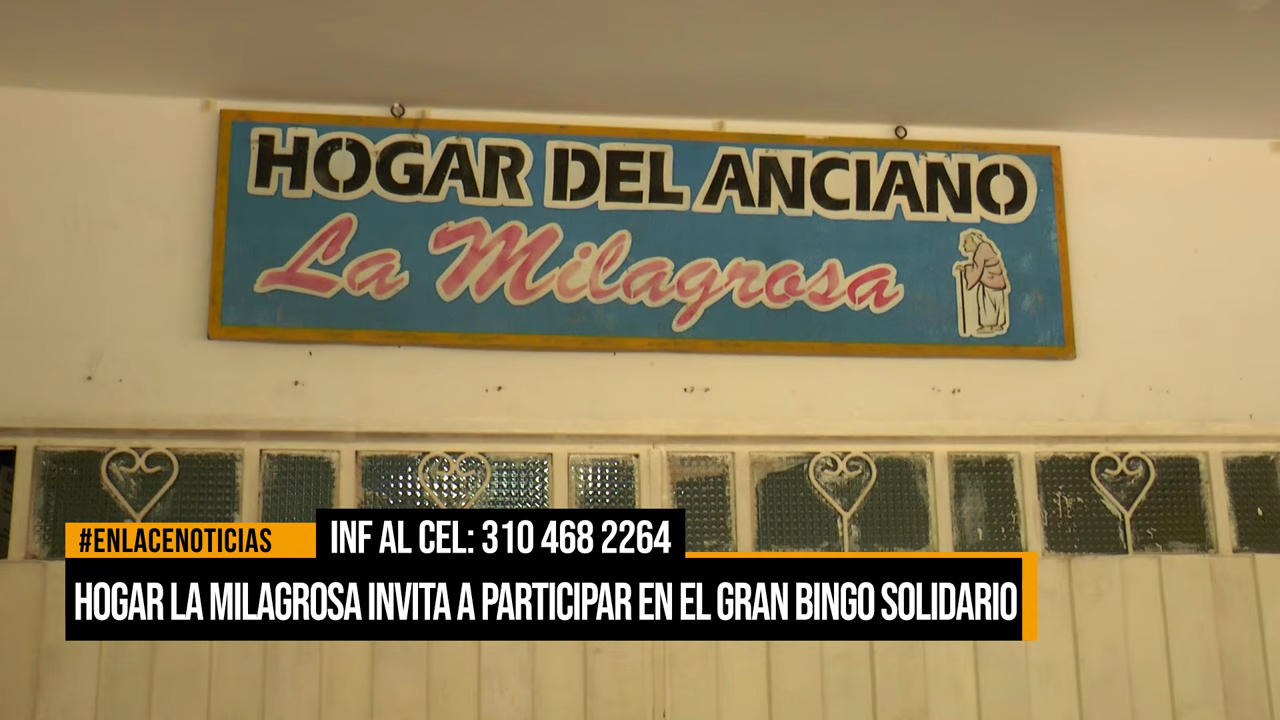 HOGAR DEL ANCIANO
La Milagrosa
#ENLACENOTICIAS
INF AL CEL: 310 468 2264
HOGAR LA MILAGROSA INVITA A PARTICIPAR EN EL GRAN BINGO SOLIDARIO